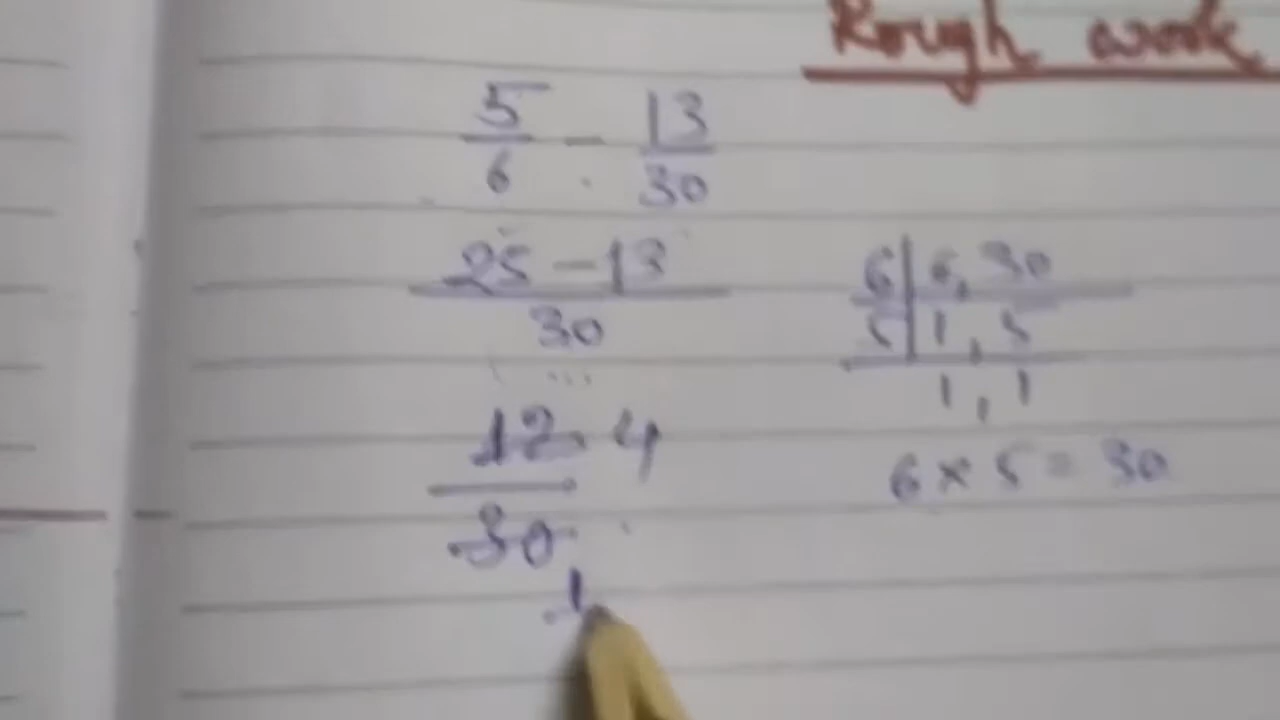 Rough work
5/6 - 13/30
25 - 13
30
6 | 6, 30
5 | 1, 5
1, 1
6 × 5 = 30
12 4
30
1